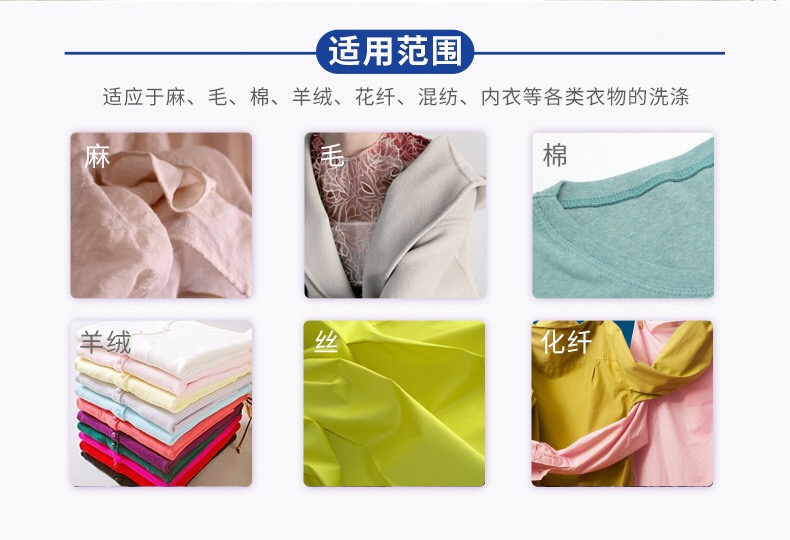 适用范围
适应于麻、毛、棉、羊绒、花纤、混纺、内衣等各类衣物的洗涤
麻
毛
棉
羊绒
丝
化纤